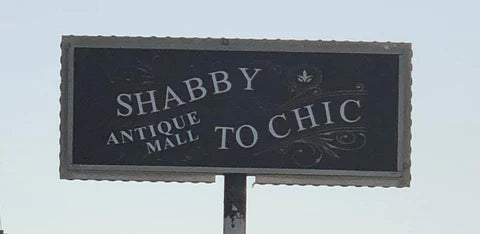 SHABBY
TO CHIC
ANTIQUE
MALL